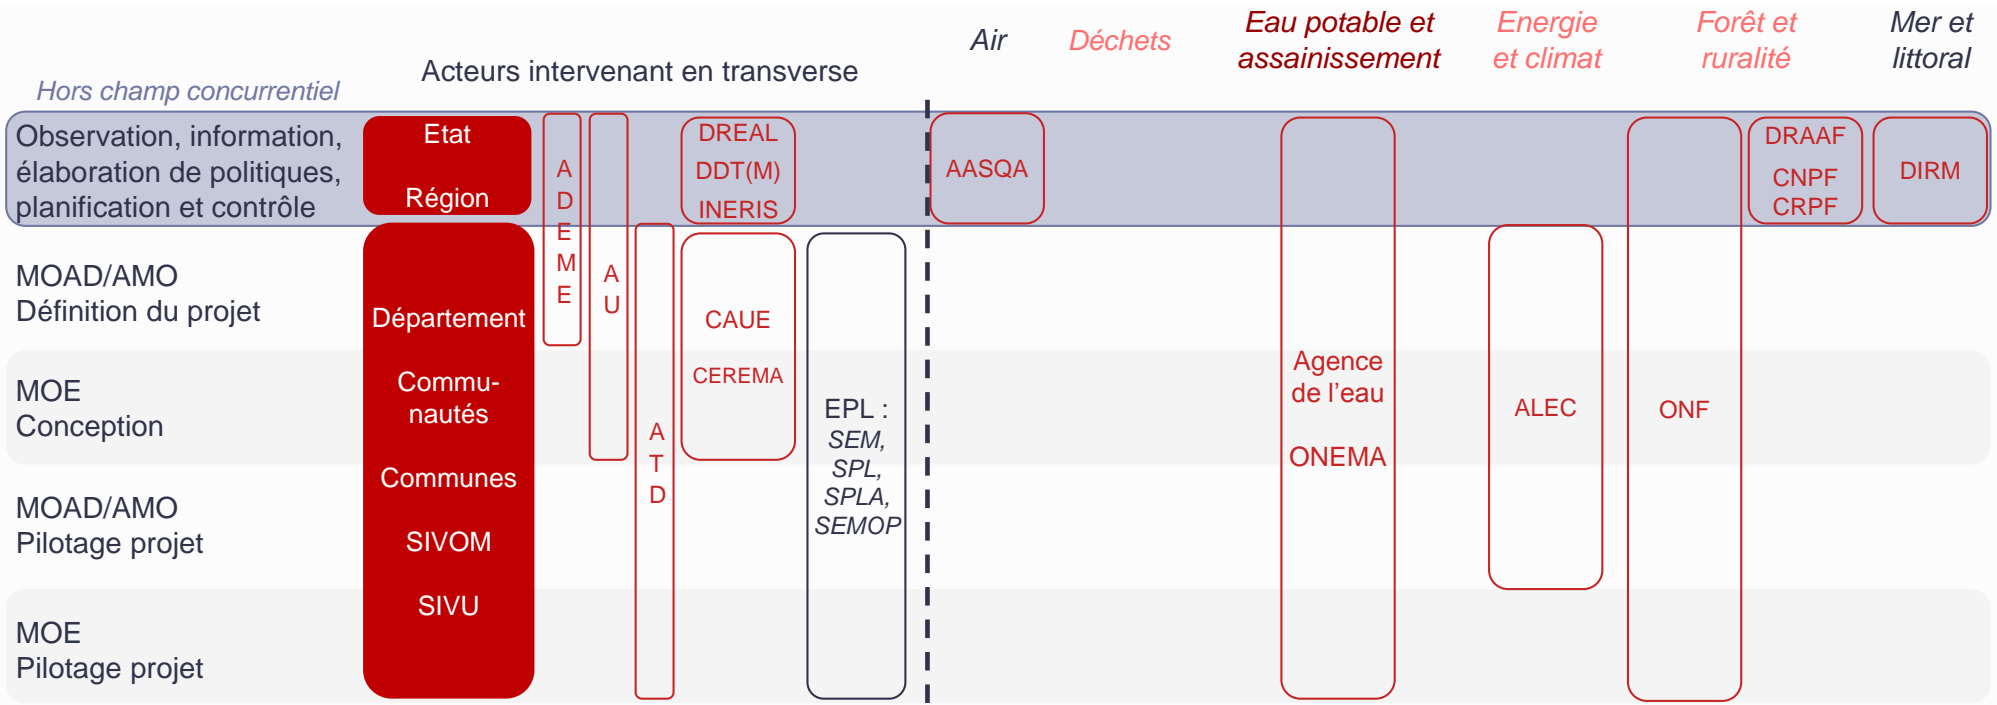 Hors champ concurrentiel
Acteurs intervenant en transverse
Air
Déchets
Eau potable et
assainissement
Energie
et climat
Forêt et
ruralité
Mer et
littoral
Observation, information,
élaboration de politiques,
planification et contrôle
MOAD/AMO
Définition du projet
MOE
Conception
MOAD/AMO
Pilotage projet
MOE
Pilotage projet
Etat
Région
Département
Commu-
nautés
Communes
SIVOM
SIVU
A
D
E
M
E
A
U
A
T
D
DREAL
DDT(M)
INERIS
CAUE
CEREMA
EPL :
SEM,
SPL,
SPLA,
SEMOP
AASQA
Agence
de l’eau
ONEMA
ALEC
ONF
DRAAF
CNPF
CRPF
DIRM